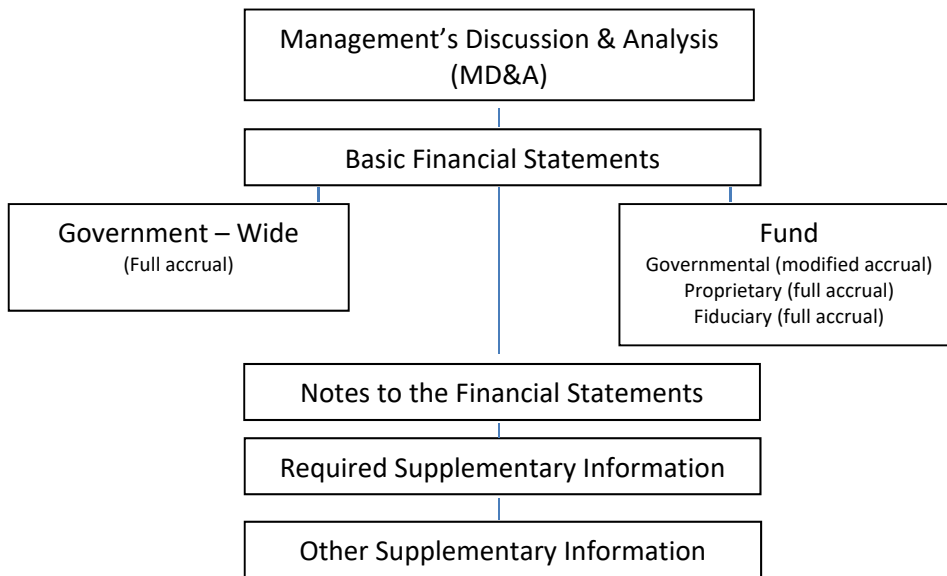 Management’s Discussion & Analysis
(MD&A)
Basic Financial Statements
Government – Wide
(Full accrual)
Fund
Governmental (modified accrual)
Proprietary (full accrual)
Fiduciary (full accrual)
Notes to the Financial Statements
Required Supplementary Information
Other Supplementary Information